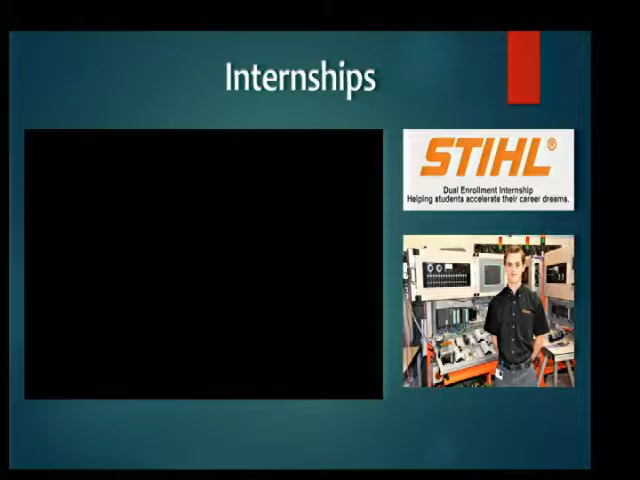 Internships
STIHL®
Dual Enrollment Internship
Helping students accelerate their career dreams.